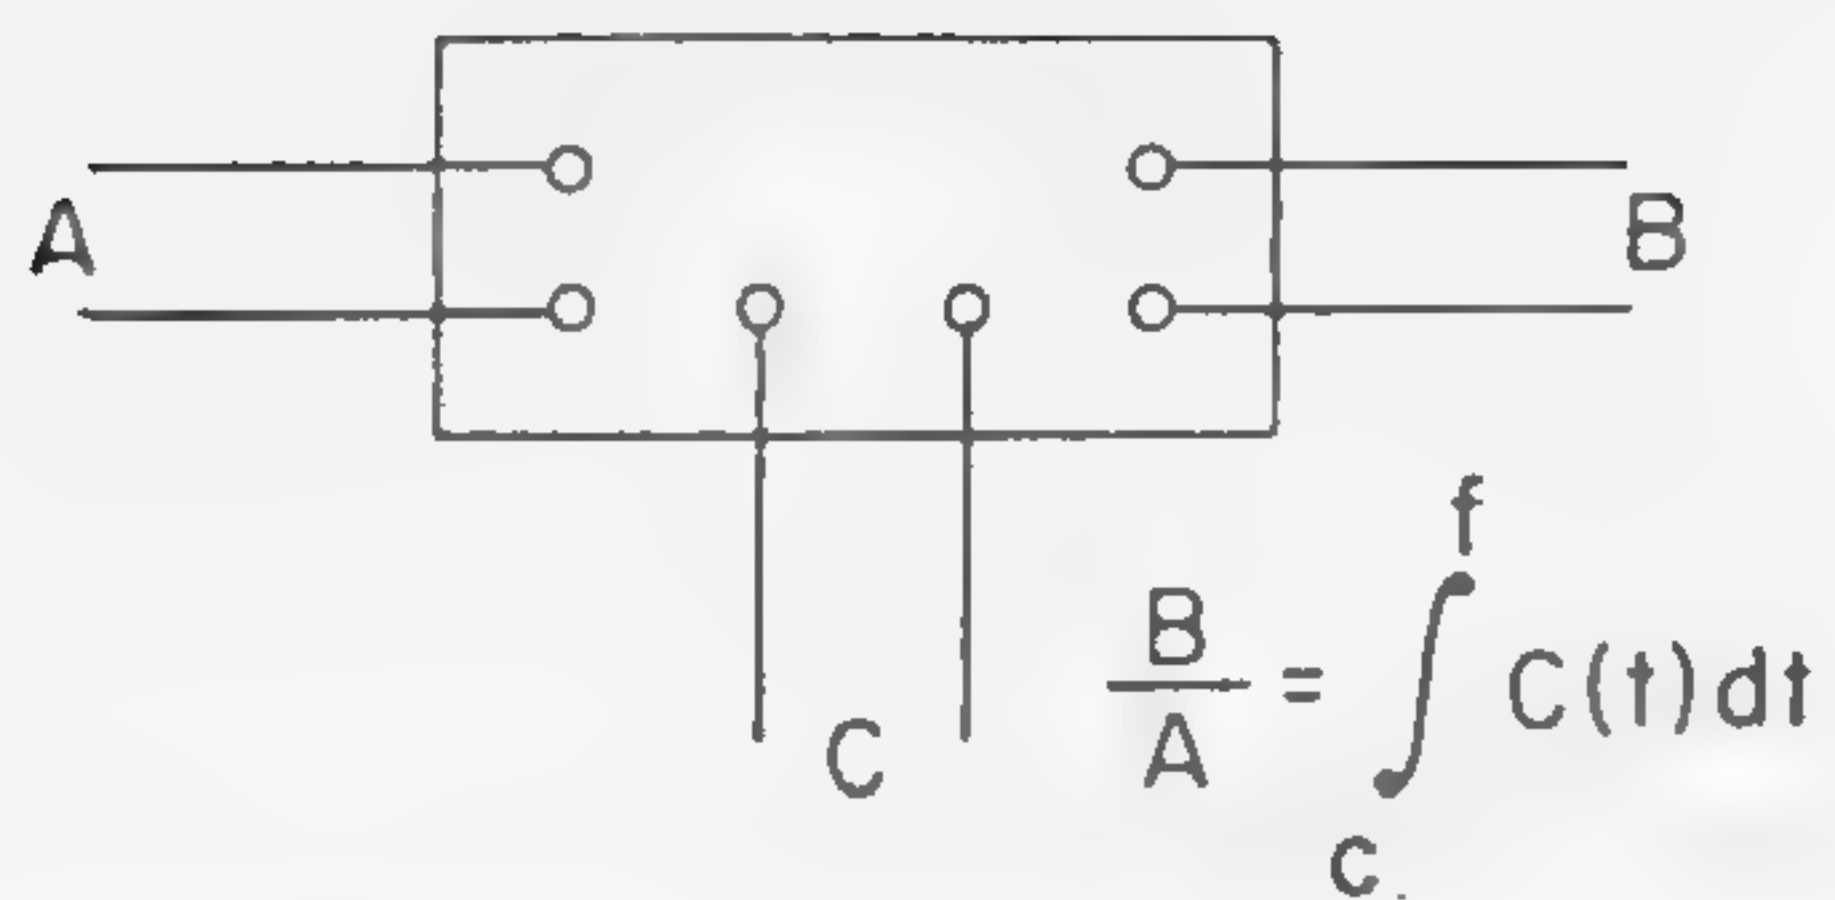 A
B
C
B/A = ∫ f c. C(t)dt